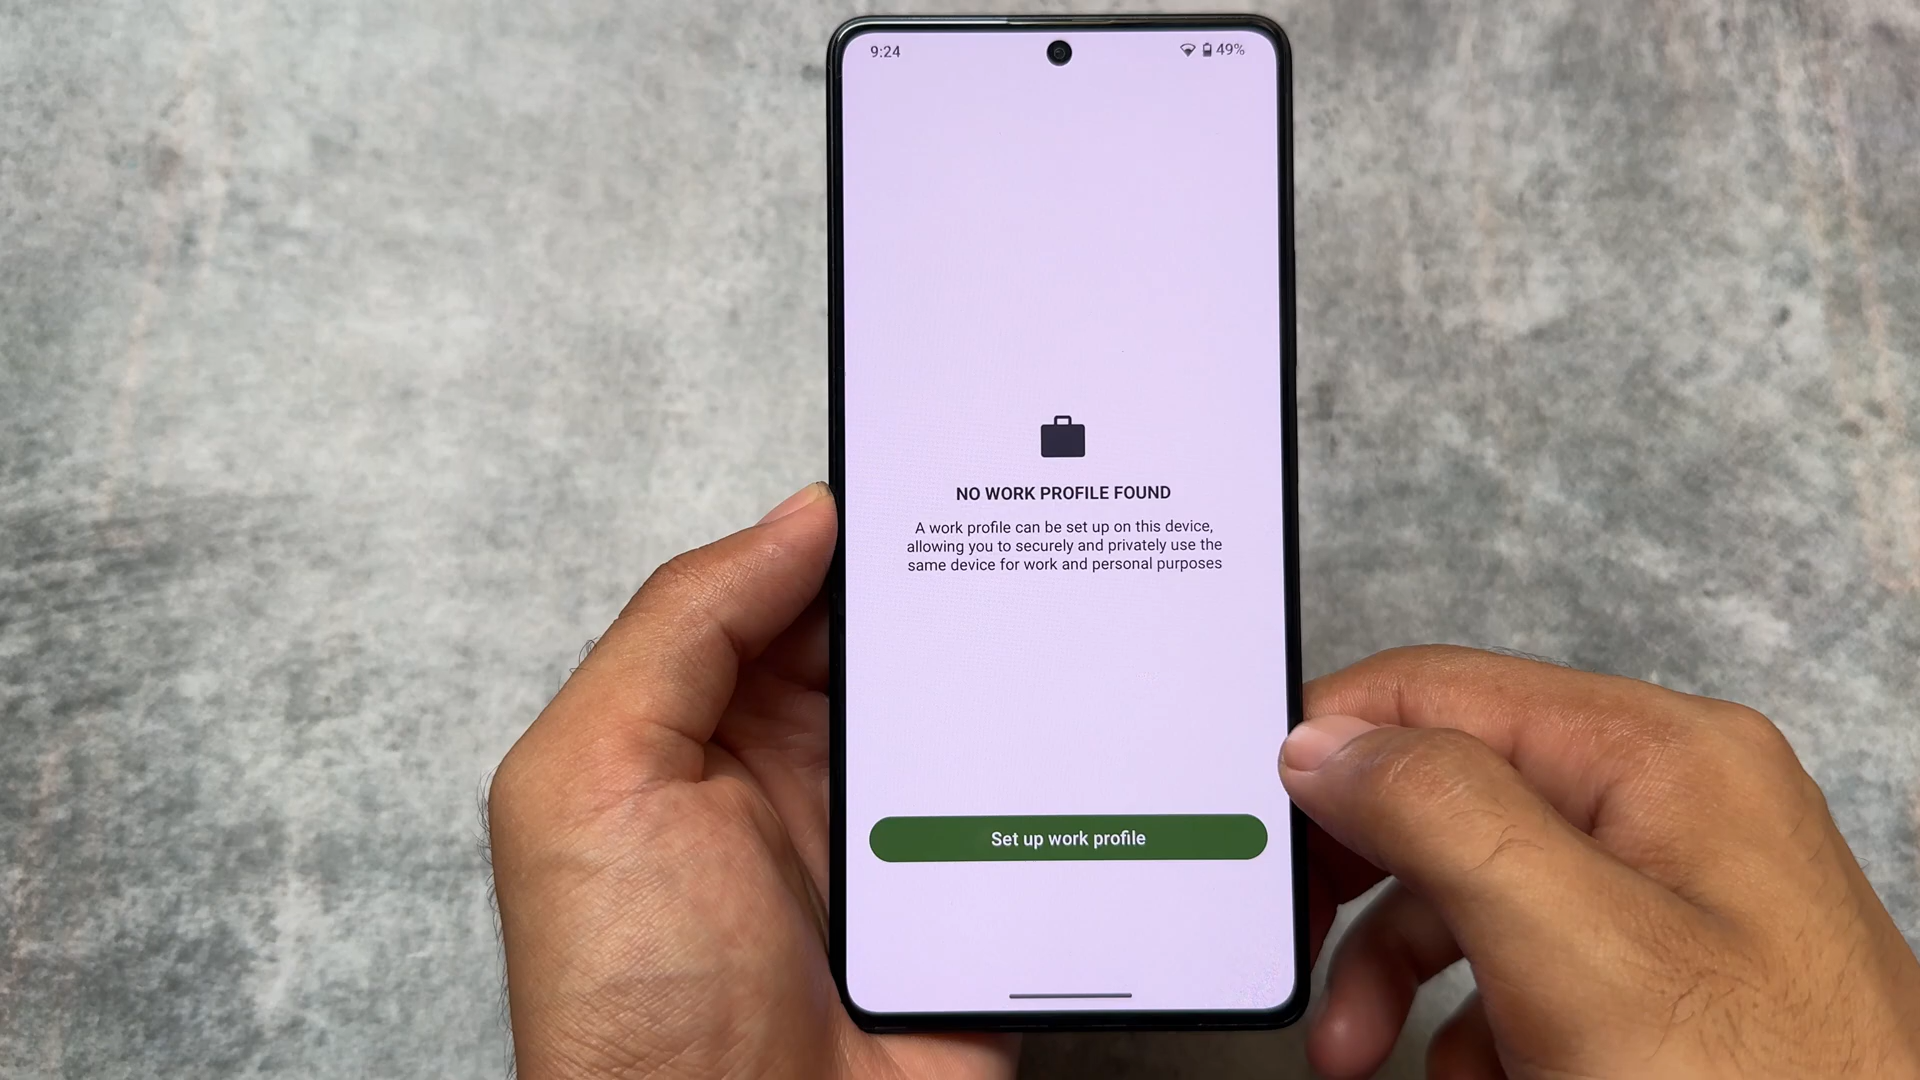 9:24
49%
NO WORK PROFILE FOUND
A work profile can be set up on this device,
allowing you to securely and privately use the
same device for work and personal purposes
Set up work profile